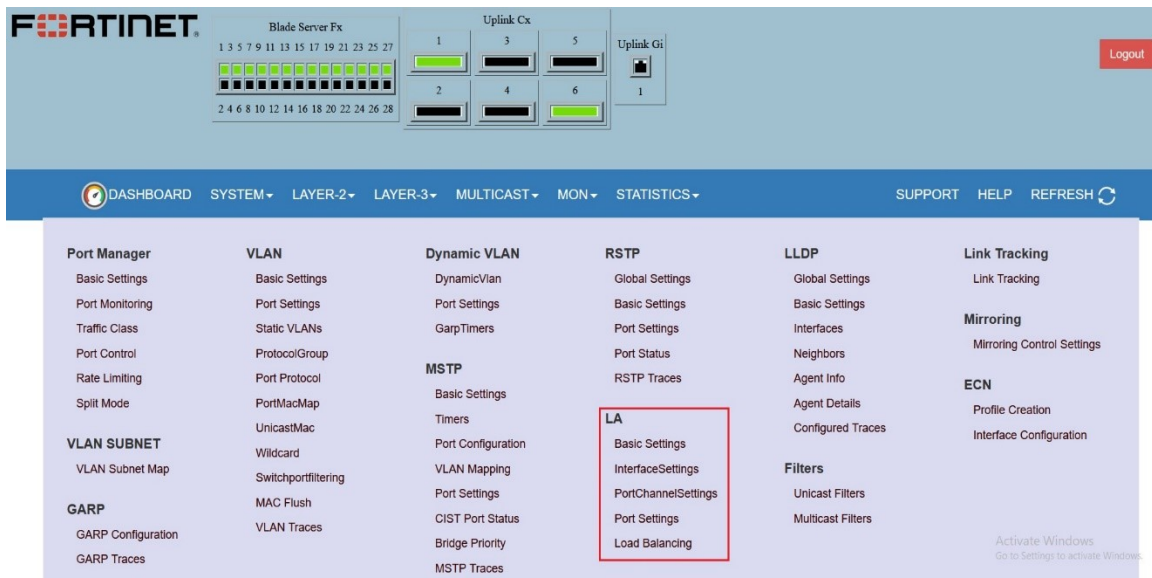 FORTINET
Blade Server Fx
1 3 5 7 9 11 13 15 17 19 21 23 25 27
2 4 6 8 10 12 14 16 18 20 22 24 26 28
Uplink Cx
1 3 5
2 4 6
Uplink Gi
1
Logout
DASHBOARD SYSTEM LAYER-2 LAYER-3 MULTICAST MON STATISTICS SUPPORT HELP REFRESH
Port Manager
Basic Settings
Port Monitoring
Traffic Class
Port Control
Rate Limiting
Split Mode
VLAN SUBNET
VLAN Subnet Map
GARP
GARP Configuration
GARP Traces
VLAN
Basic Settings
Port Settings
Static VLANs
ProtocolGroup
Port Protocol
PortMacMap
UnicastMac
Wildcard
Switchportfiltering
MAC Flush
VLAN Traces
Dynamic VLAN
DynamicVlan
Port Settings
GarpTimers
MSTP
Basic Settings
Timers
Port Configuration
VLAN Mapping
Port Settings
CIST Port Status
Bridge Priority
MSTP Traces
RSTP
Global Settings
Basic Settings
Port Settings
Port Status
RSTP Traces
LA
Basic Settings
InterfaceSettings
PortChannelSettings
Port Settings
Load Balancing
LLDP
Global Settings
Basic Settings
Interfaces
Neighbors
Agent Info
Agent Details
Configured Traces
Filters
Unicast Filters
Multicast Filters
Link Tracking
Link Tracking
Mirroring
Mirroring Control Settings
ECN
Profile Creation
Interface Configuration
Activate Windows
Go to Settings to activate Windows.